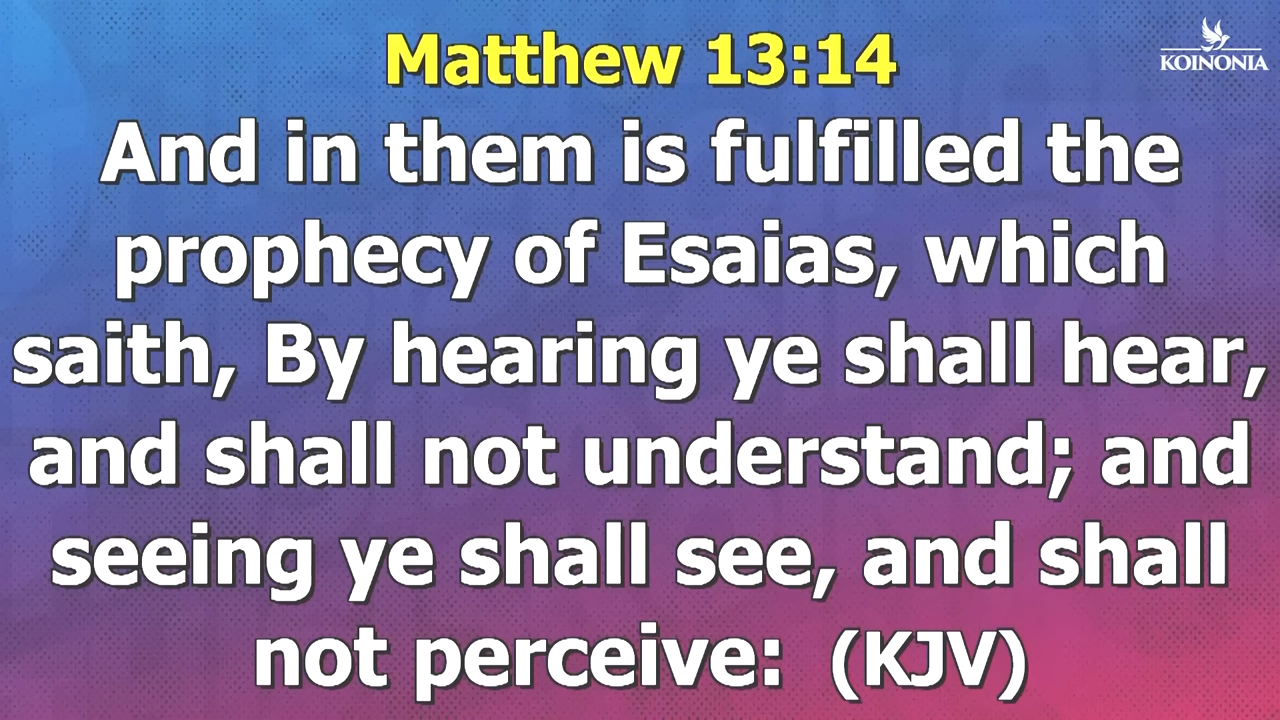 Matthew 13:14
KOINONIA
And in them is fulfilled the
prophecy of Esaias, which
saith, By hearing ye shall hear,
and shall not understand; and
seeing ye shall see, and shall
not perceive: (KJV)